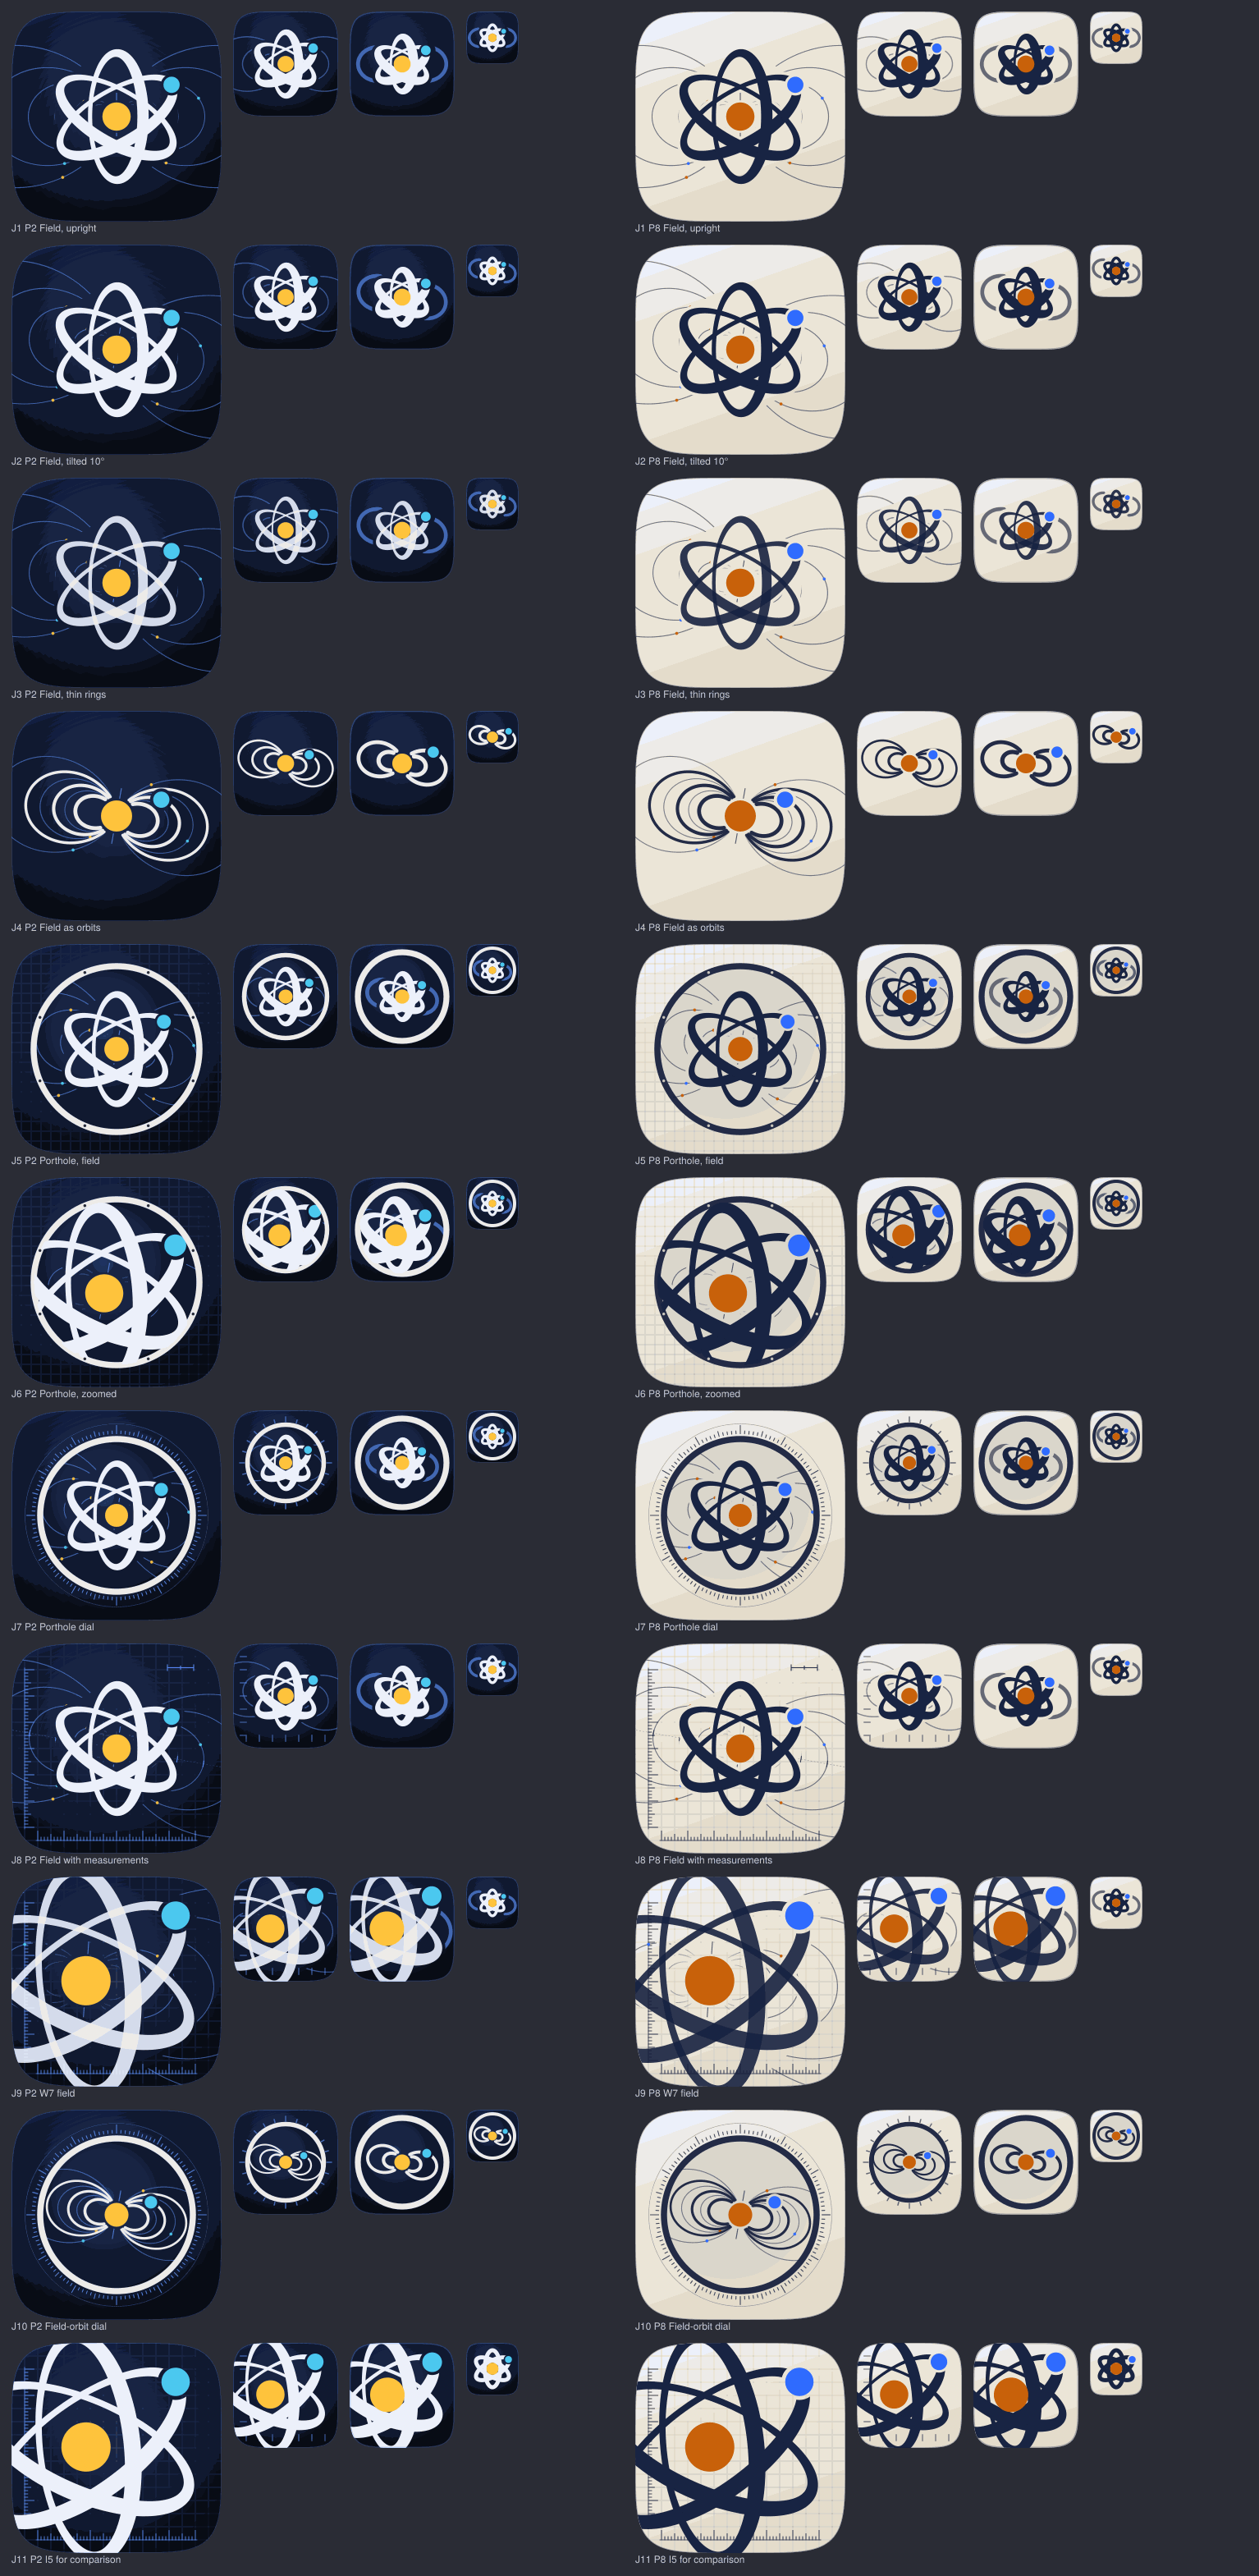 J1 P2 Field, upright
J1 P8 Field, upright
J2 P2 Field, tilted 10°
J2 P8 Field, tilted 10°
J3 P2 Field, thin rings
J3 P8 Field, thin rings
J4 P2 Field as orbits
J4 P8 Field as orbits
J5 P2 Porthole, field
J5 P8 Porthole, field
J6 P2 Porthole, zoomed
J6 P8 Porthole, zoomed
J7 P2 Porthole dial
J7 P8 Porthole dial
J8 P2 Field with measurements
J8 P8 Field with measurements
J9 P2 W7 field
J9 P8 W7 field
J10 P2 Field-orbit dial
J10 P8 Field-orbit dial
J11 P2 I5 for comparison
J11 P8 I5 for comparison